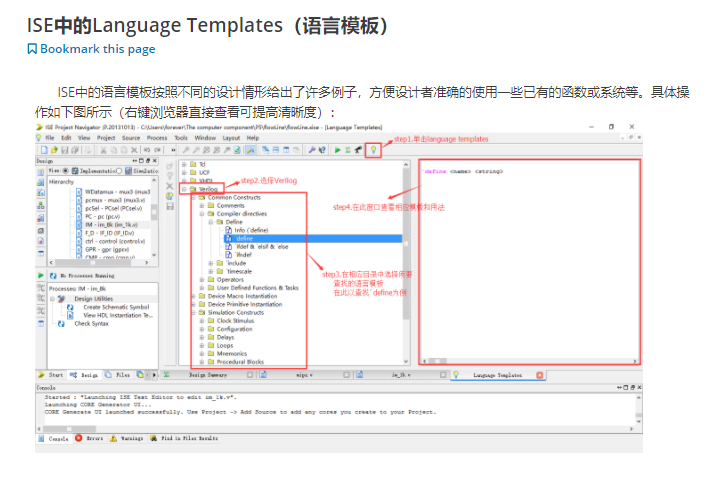 ISE中的Language Templates（语言模板）
Bookmark this page
ISE中的语言模板按照不同的设计情形给出了许多例子，方便设计者准确的使用一些已有的函数或系统等。具体操
作如下图所示（右键浏览器直接查看可提高清晰度）：
ISE Project Navigator (P.20131013) - C:\Users\forever\The computer component\P5\flowLine\flowLine.xise - [Language Templates]
File Edit View Project Source Process Tools Window Layout Help
step1.单击language templates
Design
View Implementation Simulation
Hierarchy
WDatamux - mux3 (mux3
pcmux - mux3 (mux3.v)
pcSel - PCsel (PCsel.v)
PC - pc (pc.v)
IM - im_8k (im_1k.v)
F_D - IF_ID (IF_ID.v)
ctrl - control (control.v)
GPR - gpr (gpr.v)
No Processes Running
Processes: IM - im_8k
Design Utilities
Create Schematic Symbol
View HDL Instantiation Te...
Check Syntax
Tcl
UCF
VHDL
Verilog
step2.选择Verilog
Common Constructs
Comments
Compiler directives
Define
Info (`define)
`define
`ifdef & `elsif & `else
`ifndef
`include
`timescale
Operators
User Defined Functions & Tasks
Device Macro Instantiation
Device Primitive Instantiation
Simulation Constructs
Clock Stimulus
Configuration
Delays
Loops
Mnemonics
Procedural Blocks
step3.在相应目录中选择所要
查找的语言模板
在此以查找`define为例
`define <name> <string>
step4.在此窗口查看相应模板和用法
Start Design Files
Design Summary mips.v im_1k.v Language Templates
Console
Started : "Launching ISE Text Editor to edit im_1k.v".
Launching CORE Generator UI...
CORE Generate UI launched successfully. Use Project -> Add Source to add any cores you create to your Project.
Console Errors Warnings Find in Files Results